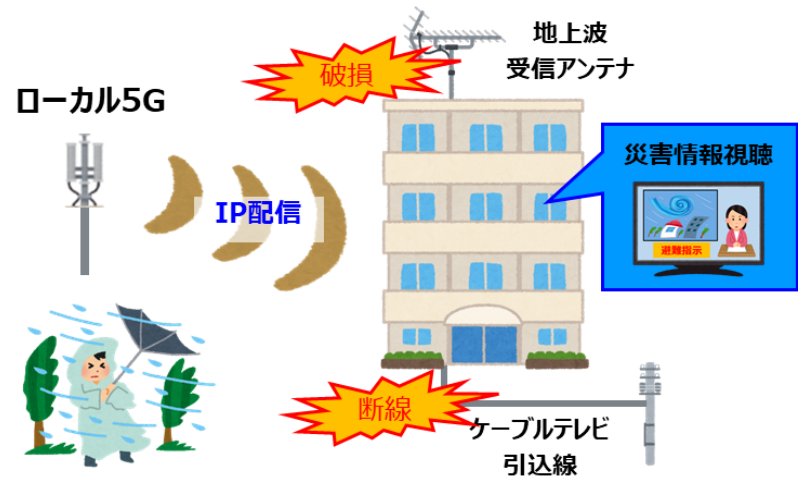 地上波
受信アンテナ
破損
ローカル5G
災害情報視聴
IP配信
避難指示
断線
ケーブルテレビ
引込線